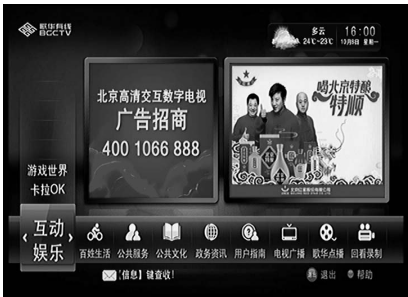 歌华有线
BGCTV
多云
24℃~23℃
16:00
10月8日 星期一
北京高清交互数字电视
广告招商
400 1066 888
喝北京特酿
特顺
游戏世界
卡拉OK
互动
娱乐
百姓生活 公共服务 公共文化 政务资讯 用户指南 电视广播 歌华点播 回看录制
【信息】键查收!
退出 帮助